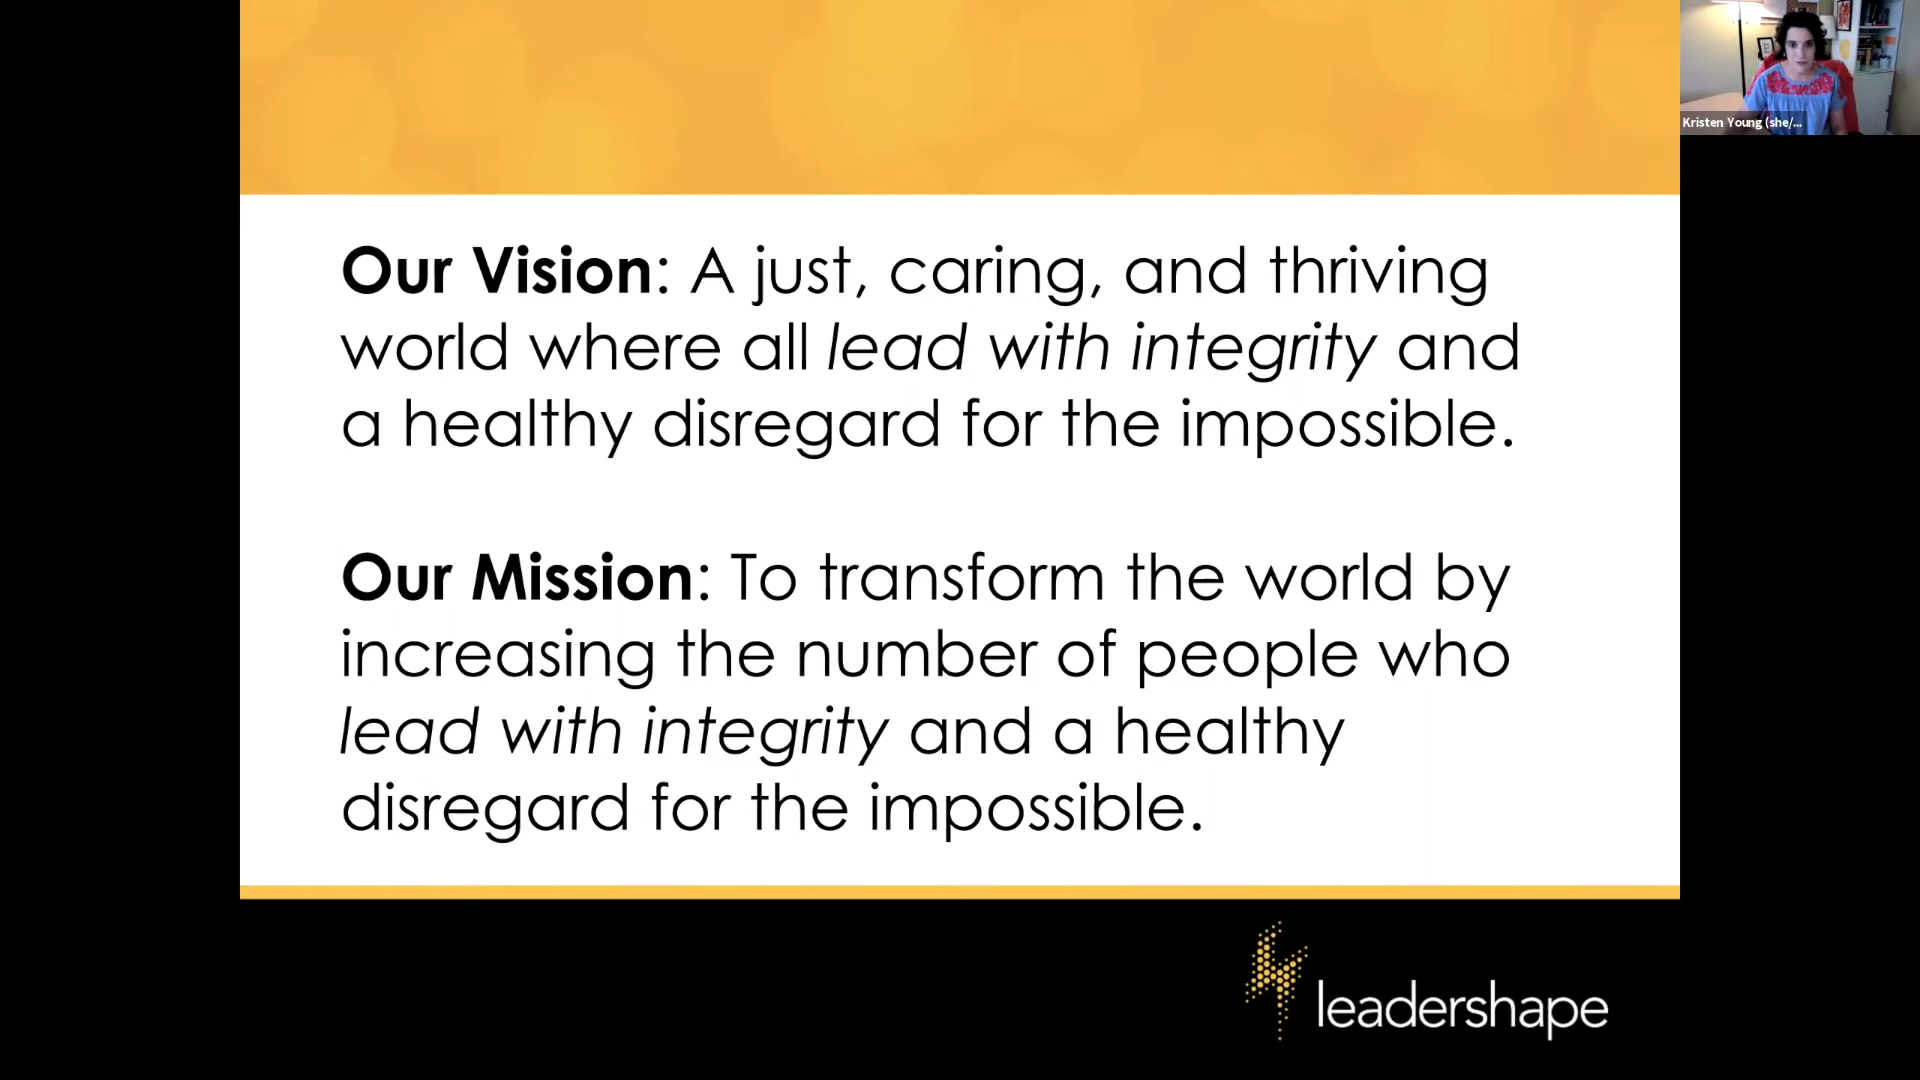 Kristen Young (she/...
Our Vision: A just, caring, and thriving
world where all lead with integrity and
a healthy disregard for the impossible.
Our Mission: To transform the world by
increasing the number of people who
lead with integrity and a healthy
disregard for the impossible.
leadershape